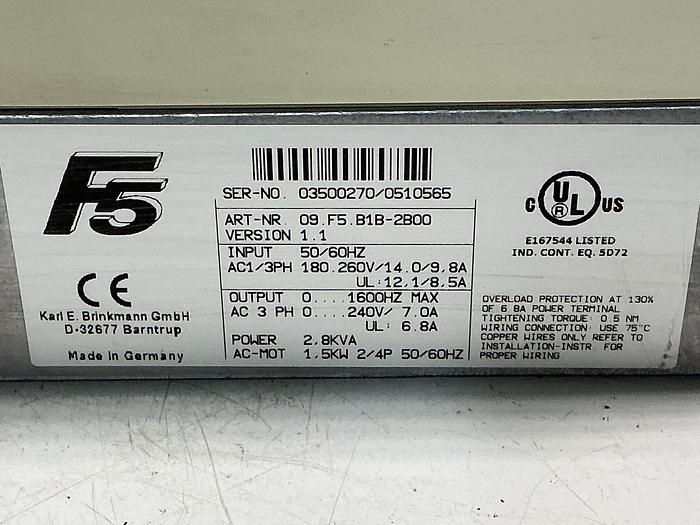 F5
SER-NO. 03500270/0510565
ART-NR. 09.F5.B1B-2B00
VERSION 1.1
INPUT 50/60HZ
AC1/3PH 180.260V/14.0/9,8A
UL:12,1/8,5A
OUTPUT 0....1600HZ MAX
AC 3 PH 0....240V/ 7.0A
UL: 6.8A
POWER 2,8KVA
AC-MOT 1,5KW 2/4P 50/60HZ
CE
Karl E. Brinkmann GmbH
D-32677 Barntrup
Made in Germany
C UL US
E167544 LISTED
IND. CONT. EQ. 5D72
OVERLOAD PROTECTION AT 130%
OF 6 8A POWER TERMINAL
TIGHTENING TORQUE: 0.5 NM
WIRING CONNECTION: USE 75°C
COPPER WIRES ONLY REFER TO
INSTALLATION-INSTR. FOR
PROPER WIRING